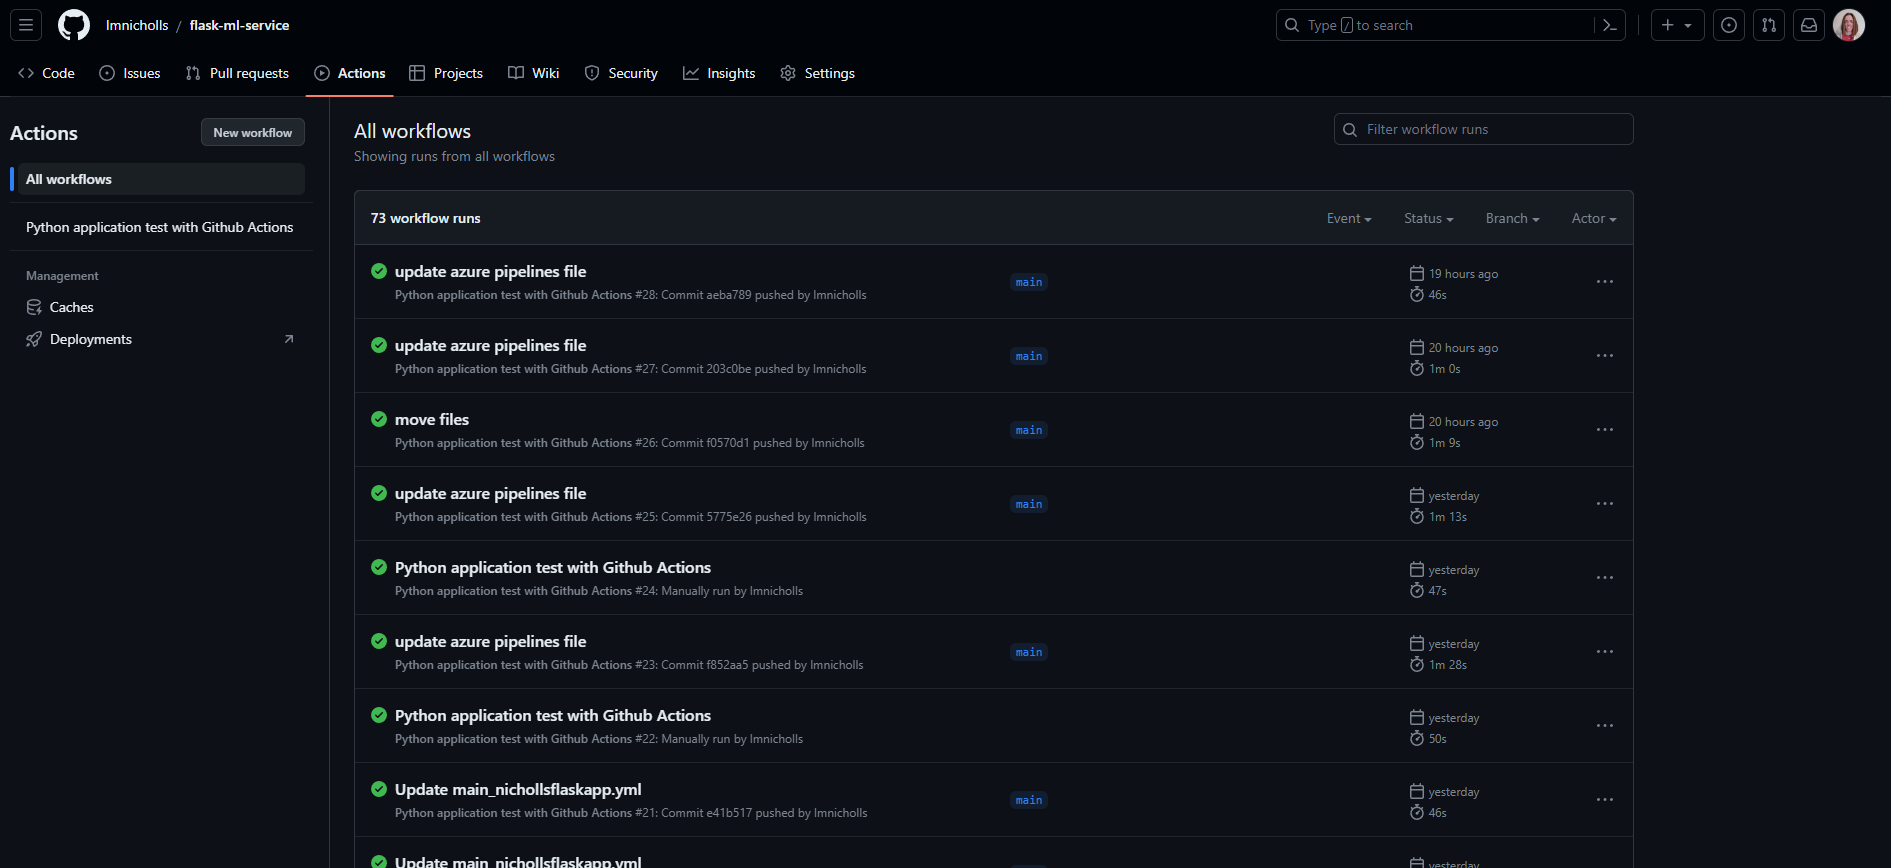 lmnicholls / flask-ml-service
Type / to search
Code
Issues
Pull requests
Actions
Projects
Wiki
Security
Insights
Settings
Actions
New workflow
All workflows
Python application test with Github Actions
Management
Caches
Deployments
All workflows
Showing runs from all workflows
Filter workflow runs
73 workflow runs
Event
Status
Branch
Actor
update azure pipelines file
Python application test with Github Actions #28: Commit aeba789 pushed by lmnicholls
main
19 hours ago
46s
update azure pipelines file
Python application test with Github Actions #27: Commit 203c0be pushed by lmnicholls
main
20 hours ago
1m 0s
move files
Python application test with Github Actions #26: Commit f0570d1 pushed by lmnicholls
main
20 hours ago
1m 9s
update azure pipelines file
Python application test with Github Actions #25: Commit 5775e26 pushed by lmnicholls
main
yesterday
1m 13s
Python application test with Github Actions
Python application test with Github Actions #24: Manually run by lmnicholls
yesterday
47s
update azure pipelines file
Python application test with Github Actions #23: Commit f852aa5 pushed by lmnicholls
main
yesterday
1m 28s
Python application test with Github Actions
Python application test with Github Actions #22: Manually run by lmnicholls
yesterday
50s
Update main_nichollsflaskapp.yml
Python application test with Github Actions #21: Commit e41b517 pushed by lmnicholls
main
yesterday
46s
Update main_nichollsflaskapp.yml
yesterday